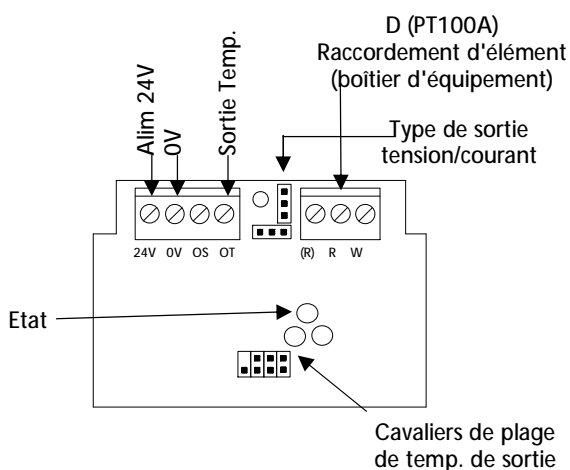 D (PT100A)
Raccordement d'élément
(boîtier d'équipement)
Alim 24V
0V
Sortie Temp.
Type de sortie
tension/courant
24V 0V OS OT
(R) R W
Etat
Cavaliers de plage
de temp. de sortie